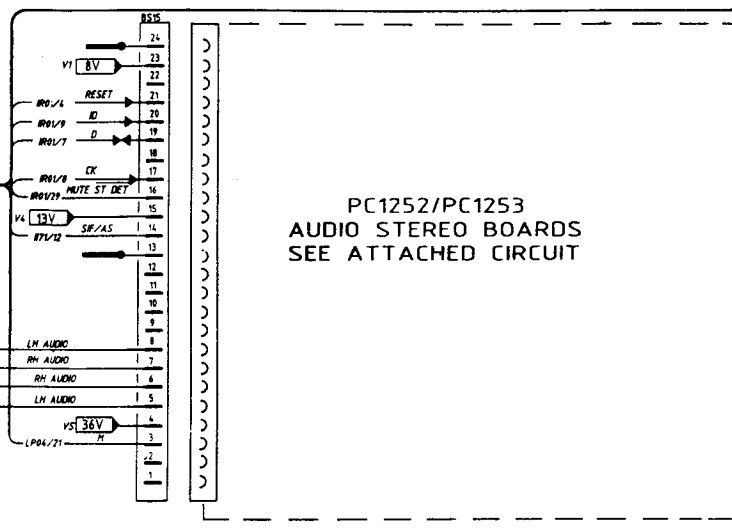 BS15
24
V1 8V 23
22
IR01/4 RESET 21
IR01/9 ID 20
IR01/7 D 19
18
IR01/8 CK 17
IR01/29 MUTE ST DET 16
V4 13V 15
II71/12 SIF/AS 14
13
12
11
10
9
LH AUDIO 8
RH AUDIO 7
RH AUDIO 6
LH AUDIO 5
V5 36V 4
LP04/21 M 3
2
1
PC1252/PC1253
AUDIO STEREO BOARDS
SEE ATTACHED CIRCUIT